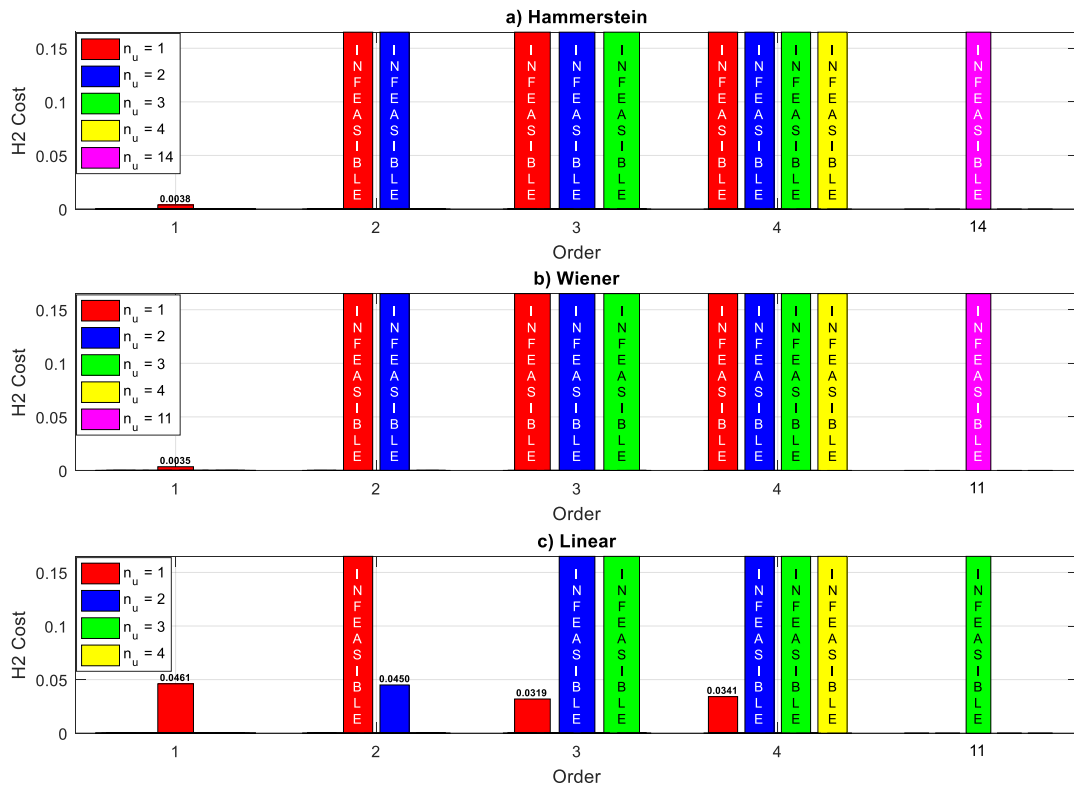 a) Hammerstein
H2 Cost
0.15
0.1
0.05
0
n_u = 1
n_u = 2
n_u = 3
n_u = 4
n_u = 14
0.0038
INFEASIBLE
INFEASIBLE
INFEASIBLE
INFEASIBLE
INFEASIBLE
INFEASIBLE
INFEASIBLE
INFEASIBLE
INFEASIBLE
INFEASIBLE
1 2 3 4 14
Order
b) Wiener
H2 Cost
0.15
0.1
0.05
0
n_u = 1
n_u = 2
n_u = 3
n_u = 4
n_u = 11
0.0035
INFEASIBLE
INFEASIBLE
INFEASIBLE
INFEASIBLE
INFEASIBLE
INFEASIBLE
INFEASIBLE
INFEASIBLE
INFEASIBLE
INFEASIBLE
1 2 3 4 11
Order
c) Linear
H2 Cost
0.15
0.1
0.05
0
n_u = 1
n_u = 2
n_u = 3
n_u = 4
0.0461
INFEASIBLE
0.0450
0.0319
INFEASIBLE
INFEASIBLE
0.0341
INFEASIBLE
INFEASIBLE
INFEASIBLE
INFEASIBLE
1 2 3 4 11
Order